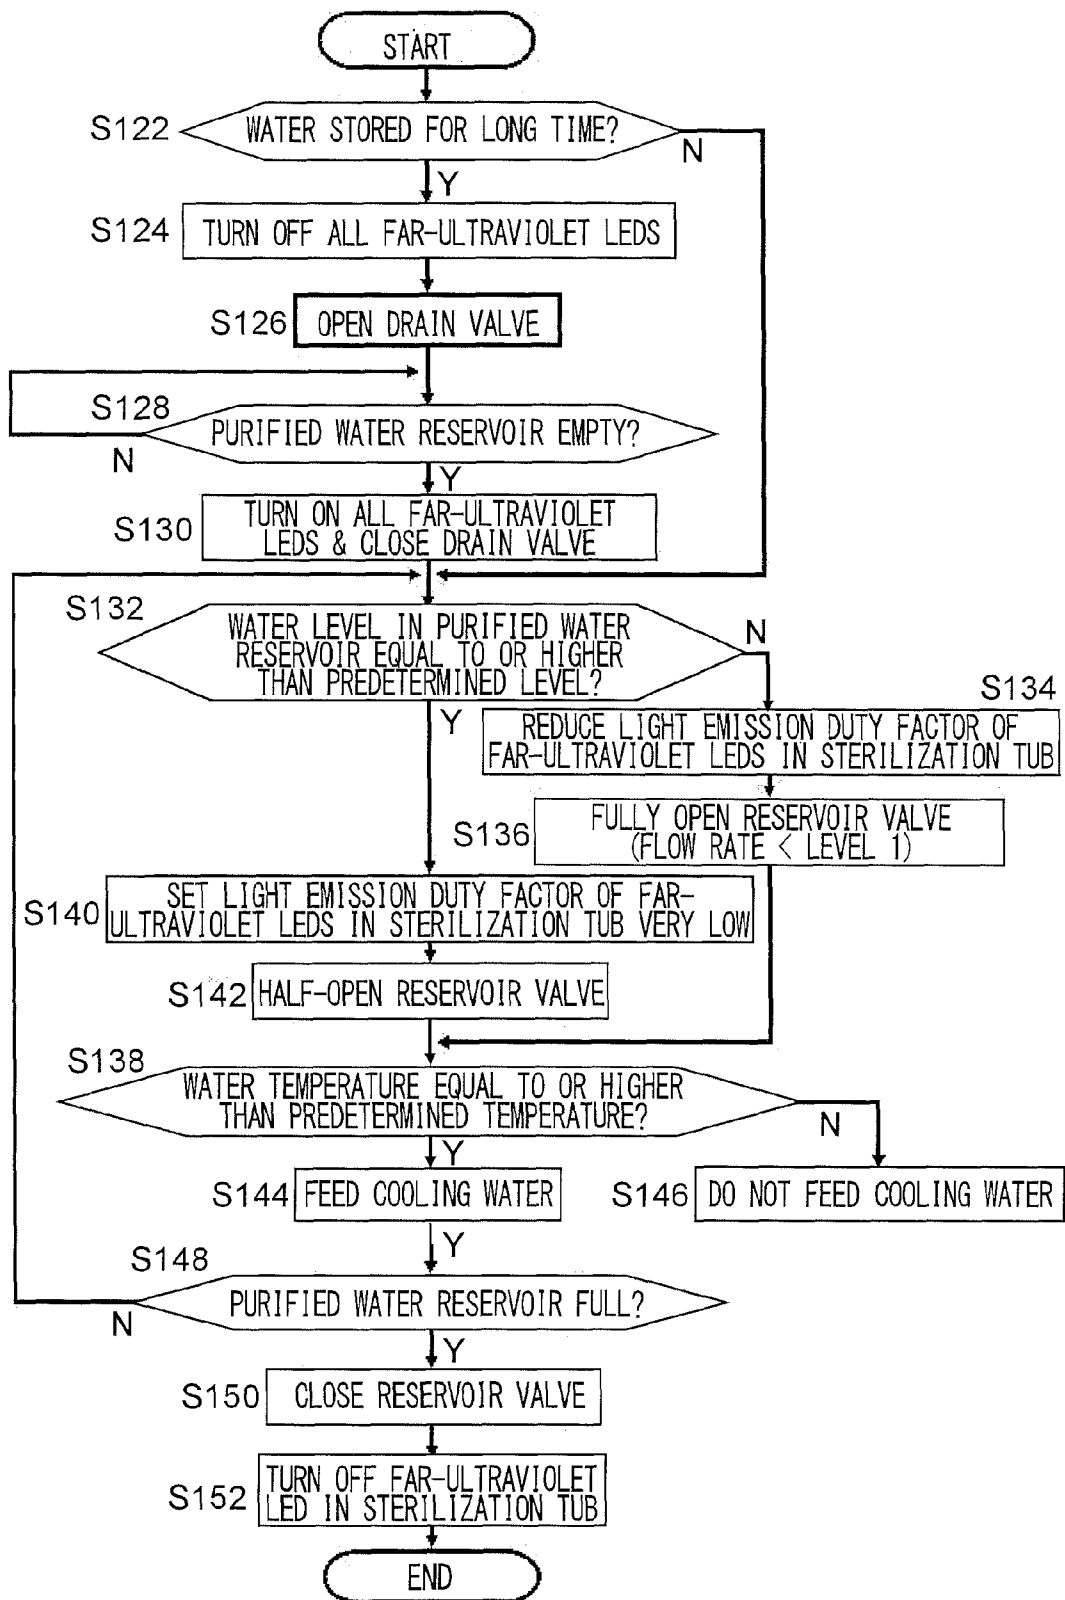 START
S122
WATER STORED FOR LONG TIME?
N
Y
S124
TURN OFF ALL FAR-ULTRAVIOLET LEDS
S126
OPEN DRAIN VALVE
S128
PURIFIED WATER RESERVOIR EMPTY?
N
Y
S130
TURN ON ALL FAR-ULTRAVIOLET
LEDS & CLOSE DRAIN VALVE
S132
WATER LEVEL IN PURIFIED WATER
RESERVOIR EQUAL TO OR HIGHER
THAN PREDETERMINED LEVEL?
N
Y
S134
REDUCE LIGHT EMISSION DUTY FACTOR OF
FAR-ULTRAVIOLET LEDS IN STERILIZATION TUB
S136
FULLY OPEN RESERVOIR VALVE
(FLOW RATE < LEVEL 1)
S140
SET LIGHT EMISSION DUTY FACTOR OF FAR-
ULTRAVIOLET LEDS IN STERILIZATION TUB VERY LOW
S142
HALF-OPEN RESERVOIR VALVE
S138
WATER TEMPERATURE EQUAL TO OR HIGHER
THAN PREDETERMINED TEMPERATURE?
N
Y
S144
FEED COOLING WATER
S146
DO NOT FEED COOLING WATER
Y
S148
PURIFIED WATER RESERVOIR FULL?
N
Y
S150
CLOSE RESERVOIR VALVE
S152
TURN OFF FAR-ULTRAVIOLET
LED IN STERILIZATION TUB
END